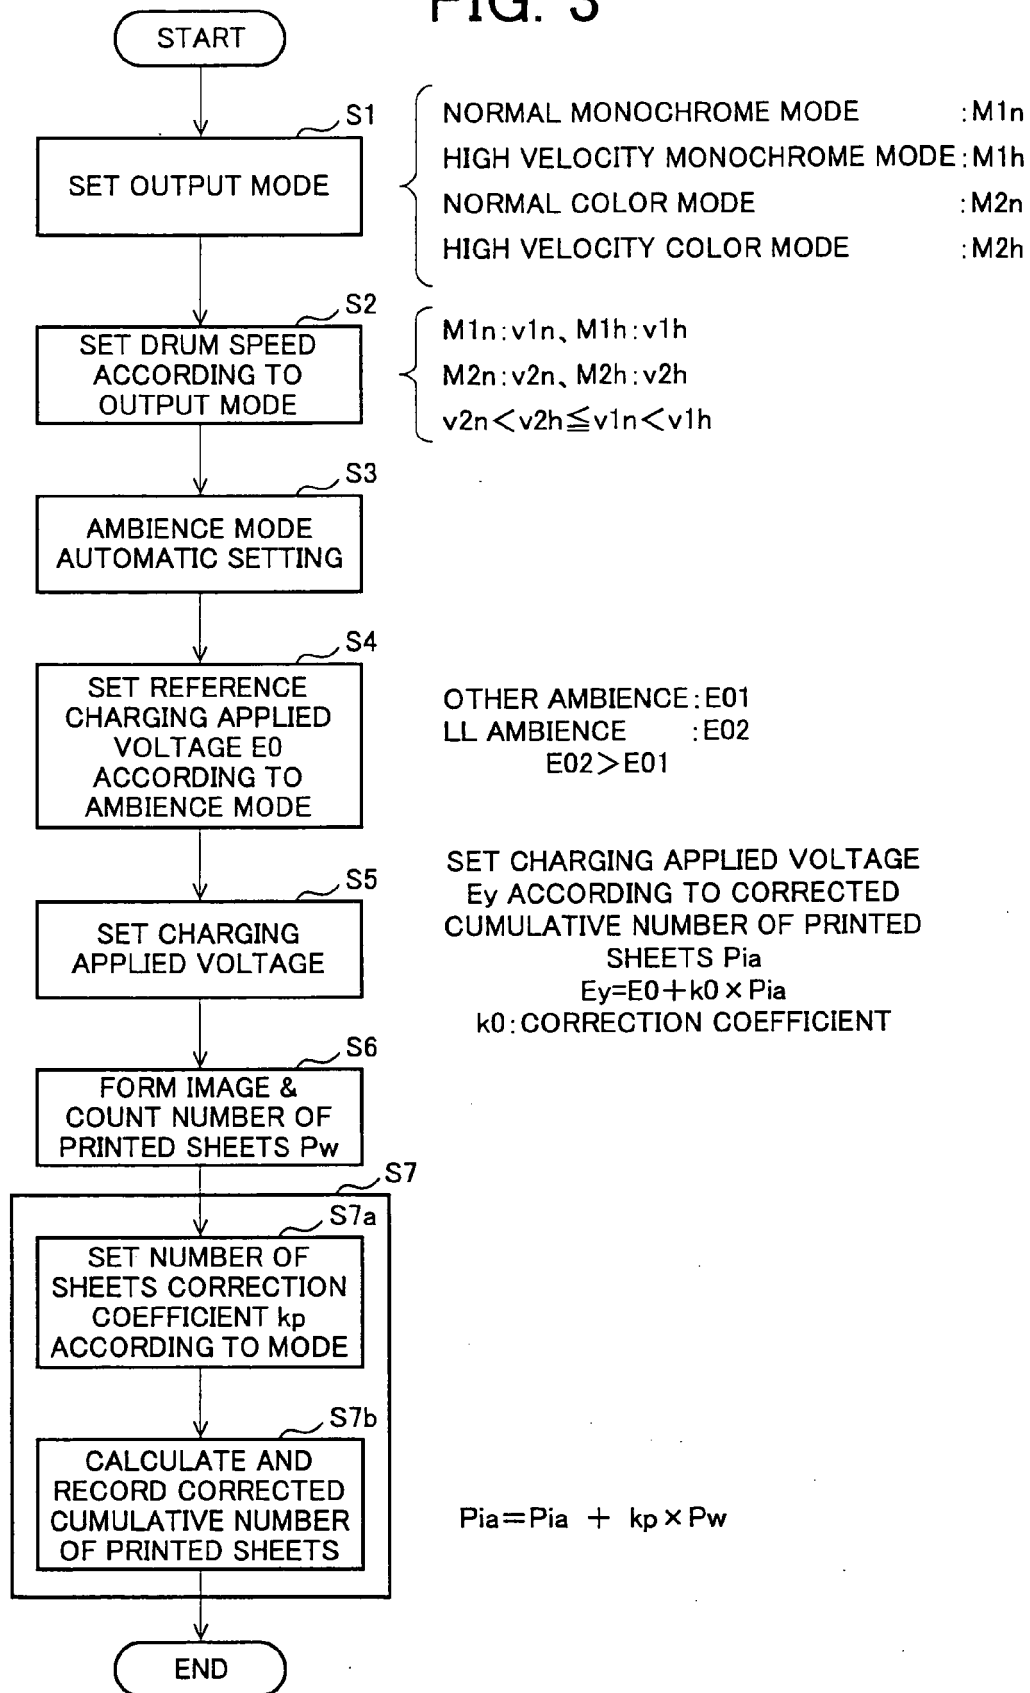 FIG. 3
START
S1
SET OUTPUT MODE
NORMAL MONOCHROME MODE :M1n
HIGH VELOCITY MONOCHROME MODE:M1h
NORMAL COLOR MODE :M2n
HIGH VELOCITY COLOR MODE :M2h
S2
SET DRUM SPEED
ACCORDING TO
OUTPUT MODE
M1n:v1n、M1h:v1h
M2n:v2n、M2h:v2h
v2n<v2h≦v1n<v1h
S3
AMBIENCE MODE
AUTOMATIC SETTING
S4
SET REFERENCE
CHARGING APPLIED
VOLTAGE E0
ACCORDING TO
AMBIENCE MODE
OTHER AMBIENCE:E01
LL AMBIENCE :E02
E02>E01
S5
SET CHARGING
APPLIED VOLTAGE
SET CHARGING APPLIED VOLTAGE
Ey ACCORDING TO CORRECTED
CUMULATIVE NUMBER OF PRINTED
SHEETS Pia
Ey=E0+k0×Pia
k0:CORRECTION COEFFICIENT
S6
FORM IMAGE &
COUNT NUMBER OF
PRINTED SHEETS Pw
S7
S7a
SET NUMBER OF
SHEETS CORRECTION
COEFFICIENT kp
ACCORDING TO MODE
S7b
CALCULATE AND
RECORD CORRECTED
CUMULATIVE NUMBER
OF PRINTED SHEETS
Pia=Pia + kp×Pw
END